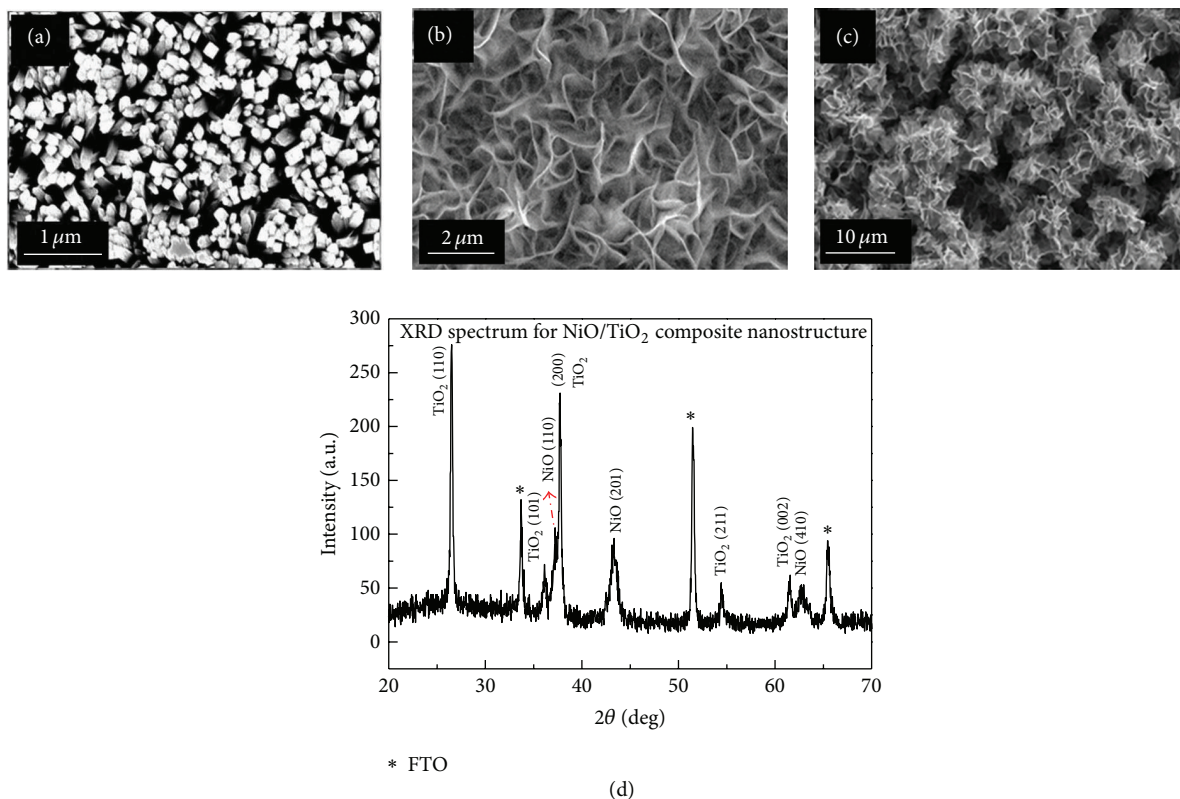 (a)
1 μm
(b)
2 μm
(c)
10 μm
XRD spectrum for NiO/TiO₂ composite nanostructure
Intensity (a.u.)
300
250
200
150
100
50
0
TiO₂ (110)
*
TiO₂ (101)
NiO (110)
(200)
TiO₂
NiO (201)
*
TiO₂ (211)
TiO₂ (002)
NiO (410)
*
20 30 40 50 60 70
2θ (deg)
* FTO
(d)